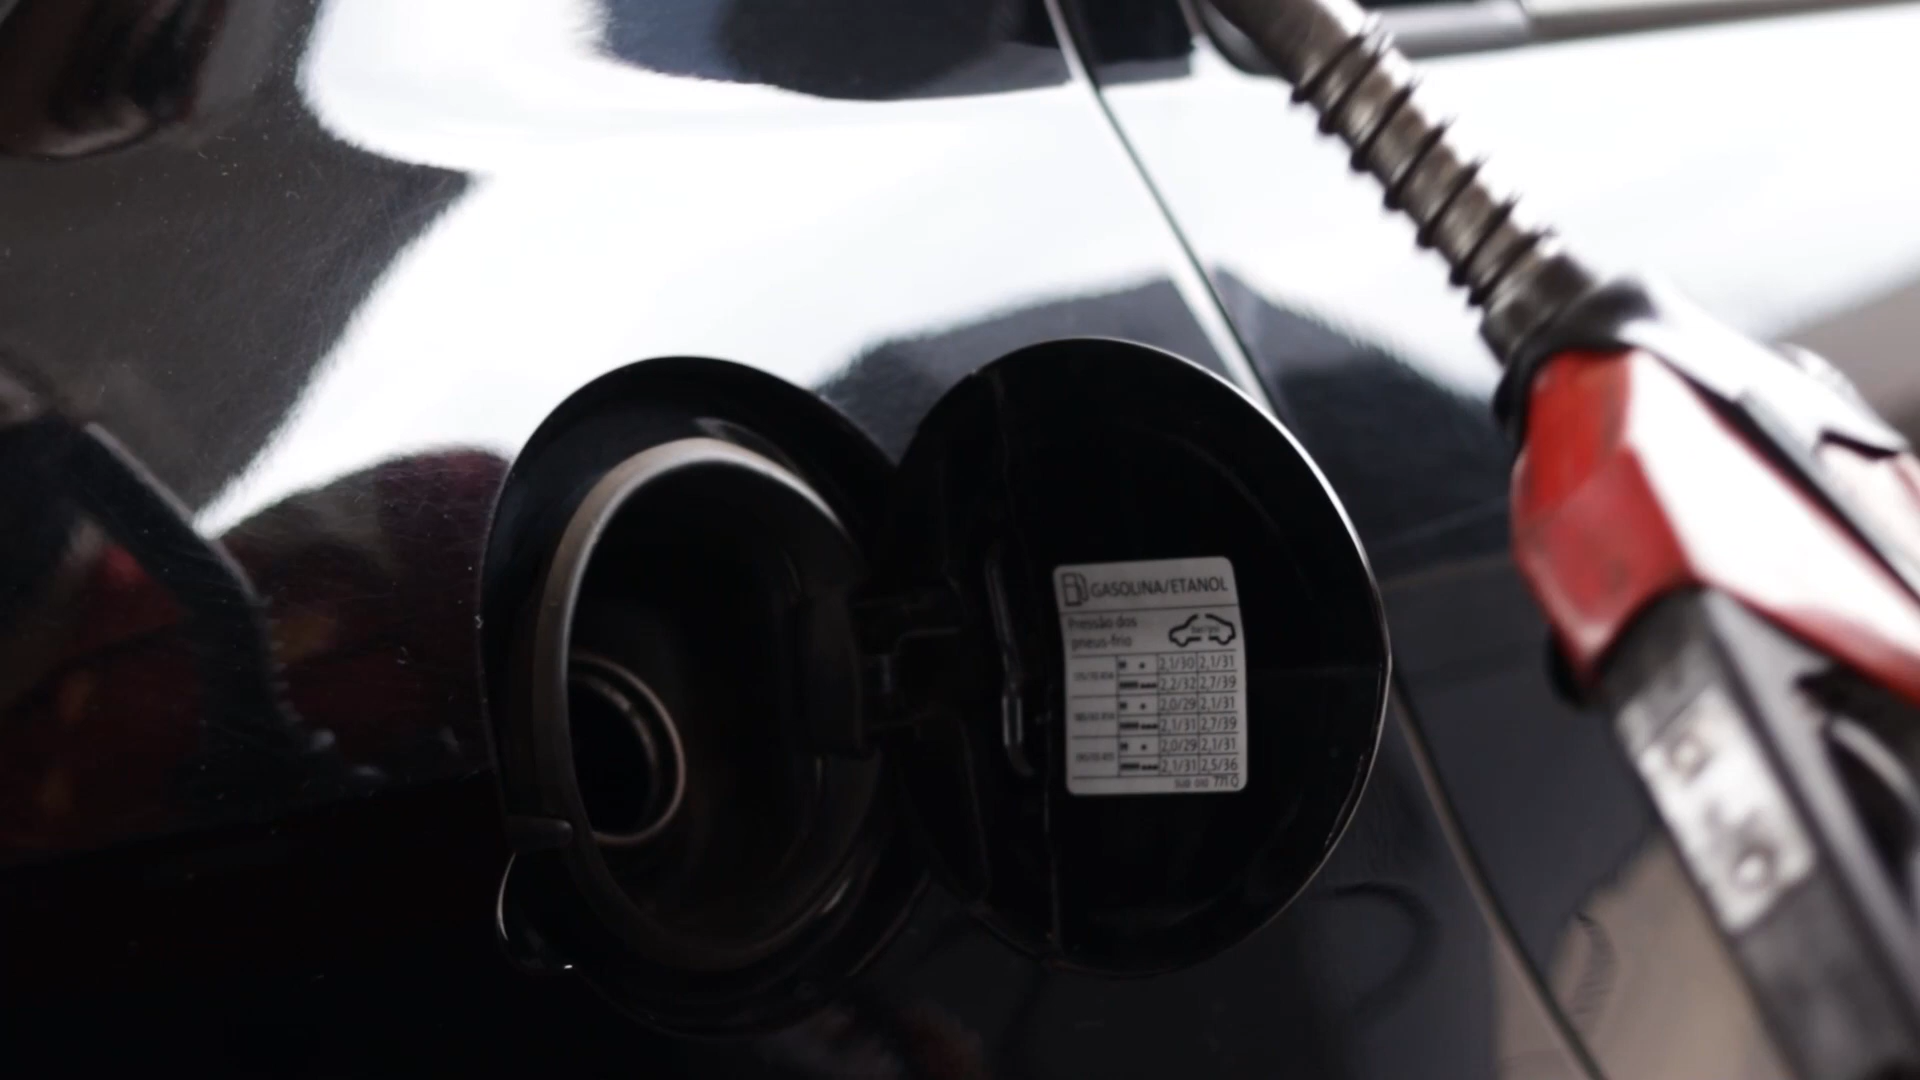 GASOLINA/ETANOL
Pressão dos
pneus-frio
2,1/30 2,1/31
2,2/32 2,7/39
2,0/29 2,1/31
2,1/31 2,7/39
2,0/29 2,1/31
2,1/31 2,5/36
771 Q